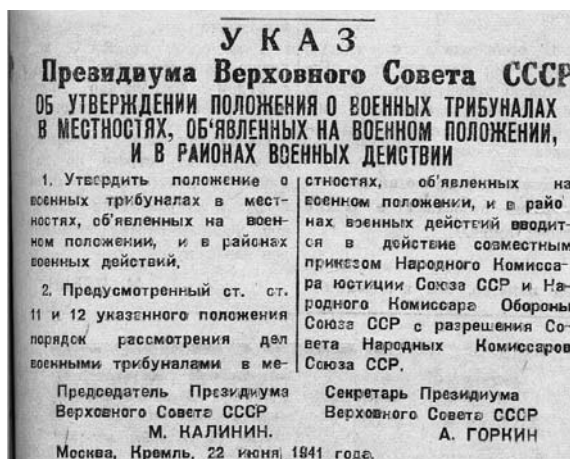 УКАЗ
Президиума Верховного Совета СССР
ОБ УТВЕРЖДЕНИИ ПОЛОЖЕНИЯ О ВОЕННЫХ ТРИБУНАЛАХ
В МЕСТНОСТЯХ, ОБ‘ЯВЛЕННЫХ НА ВОЕННОМ ПОЛОЖЕНИИ,
И В РАЙОНАХ ВОЕННЫХ ДЕЙСТВИЙ
1. Утвердить положение о
военных трибуналах в мест-
ностях, об‘явленных на воен-
ном положении, и в районах
военных действий.
2. Предусмотренный ст. ст.
11 и 12 указанного положения
порядок рассмотрения дел
военными трибуналами в ме-
стностях, об‘явленных на
военном положении, и в райо
нах военных действий вводит-
ся в действие совместным
приказом Народного Комисса-
ра юстиции Союза ССР и На-
родного Комиссара Обороны
Союза ССР с разрешения Со-
вета Народных Комиссаров
Союза ССР.
Председатель Президиума
Верховного Совета СССР
М. КАЛИНИН.
Секретарь Президиума
Верховного Совета СССР
А. ГОРКИН
Москва, Кремль, 22 июня 1941 года.